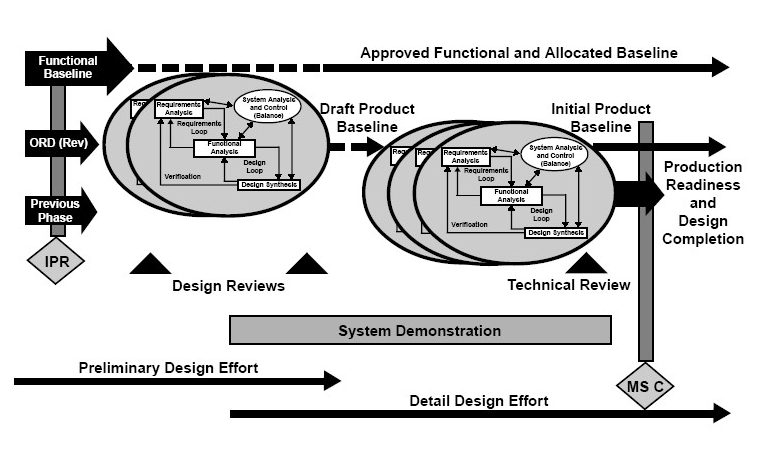 Functional
Baseline
Approved Functional and Allocated Baseline
ORD (Rev)
Previous
Phase
IPR
Req
Requirements
Analysis
System Analysis
and Control
(Balance)
Requirements
Loop
Functional
Analysis
Design
Loop
Verification
Design Synthesis
Draft Product
Baseline
Initial Product
Baseline
Requirements
Analysis
System Analysis
and Control
(Balance)
Requirements
Loop
Functional
Analysis
Design
Loop
Verification
Design Synthesis
Production
Readiness
and
Design
Completion
Design Reviews
Technical Review
System Demonstration
Preliminary Design Effort
MS C
Detail Design Effort